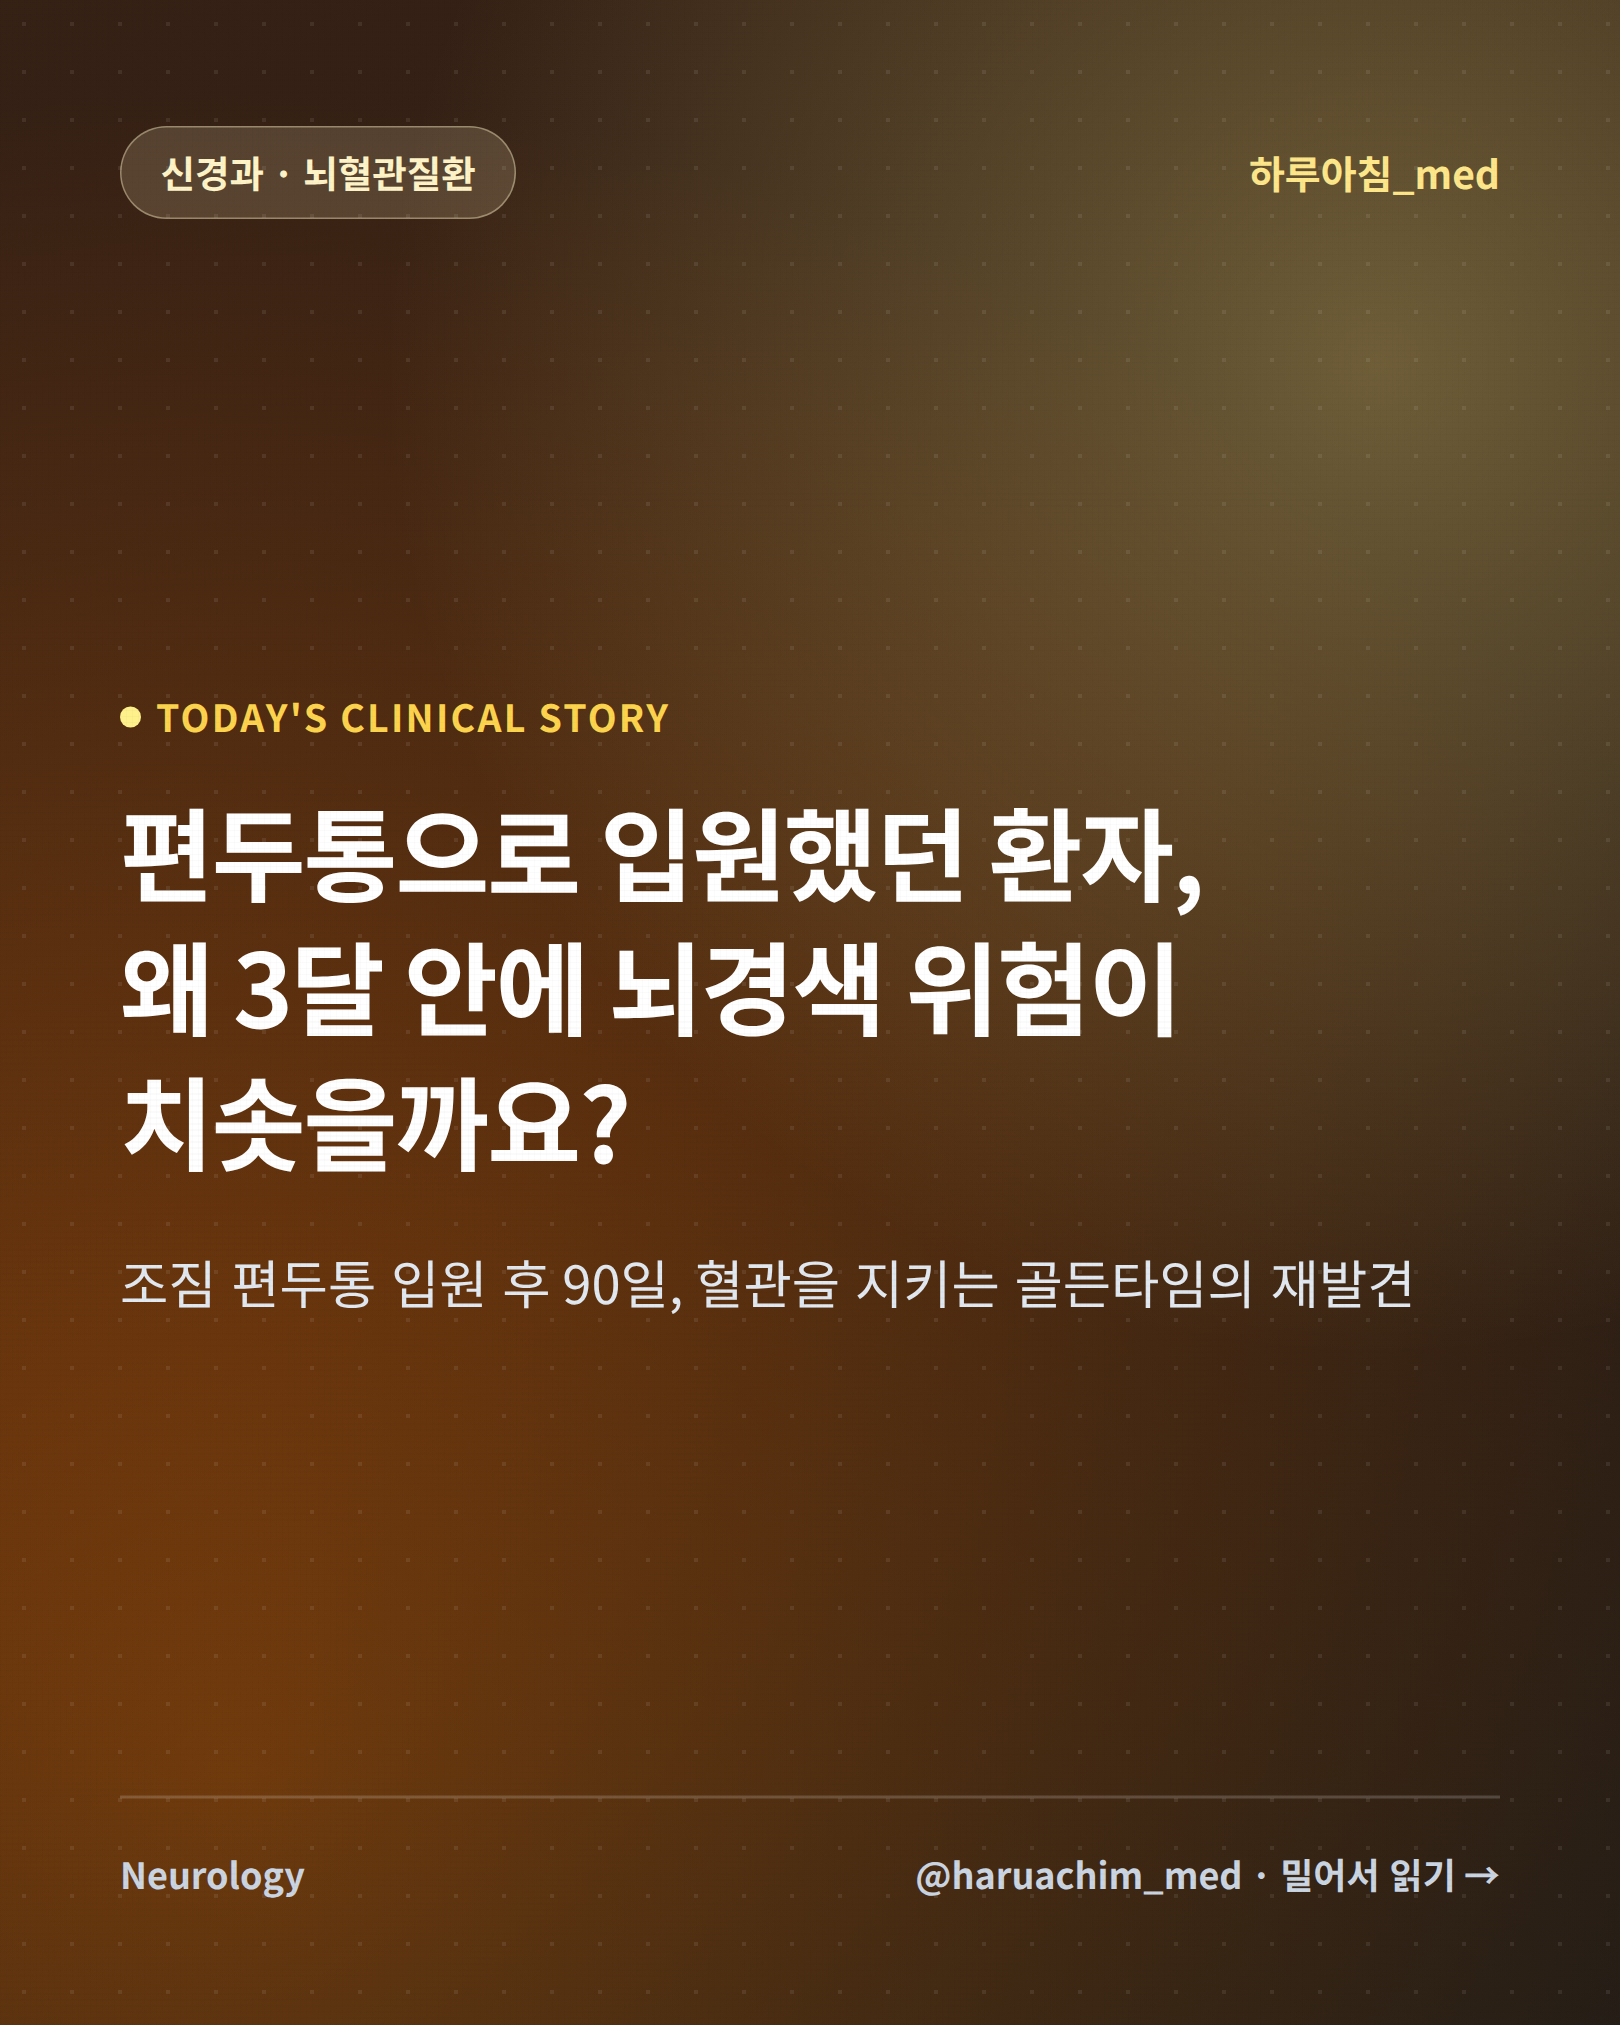 신경과 · 뇌혈관질환
하루아침_med
TODAY'S CLINICAL STORY
편두통으로 입원했던 환자,
왜 3달 안에 뇌경색 위험이
치솟을까요?
조짐 편두통 입원 후 90일, 혈관을 지키는 골든타임의 재발견
Neurology
@haruachim_med · 밀어서 읽기 →